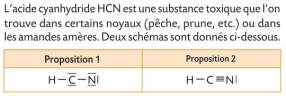 L'acide cyanhydride HCN est une substance toxique que l'on
trouve dans certains noyaux (pêche, prune, etc.) ou dans
les amandes amères. Deux schémas sont donnés ci-dessous.
Proposition 1 Proposition 2
H–C̲̅–N̲̅| H–C≡N|